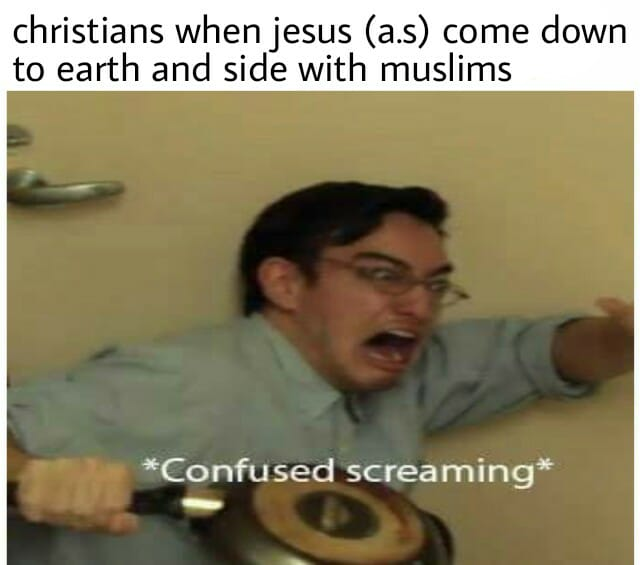 christians when jesus (a.s) come down
to earth and side with muslims
*Confused screaming*